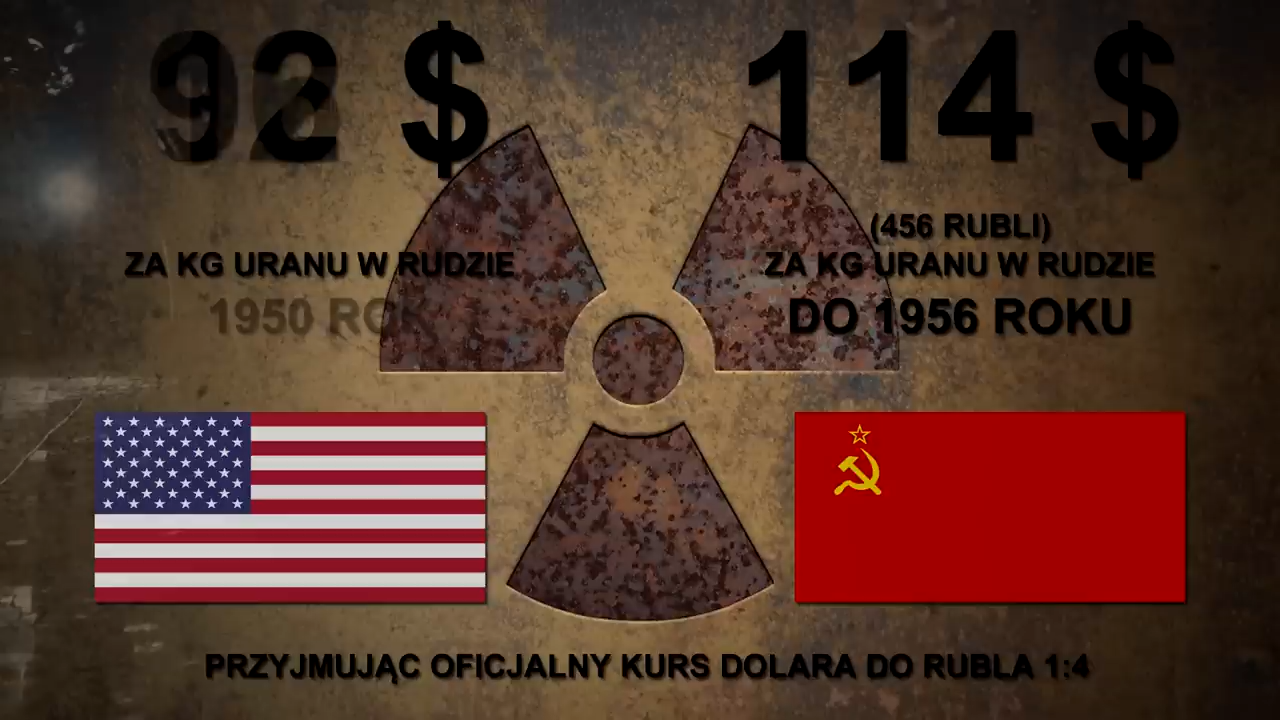 92 $
ZA KG URANU W RUDZIE
1950 ROK
114 $
(456 RUBLI)
ZA KG URANU W RUDZIE
DO 1956 ROKU
PRZYJMUJĄC OFICJALNY KURS DOLARA DO RUBLA 1:4